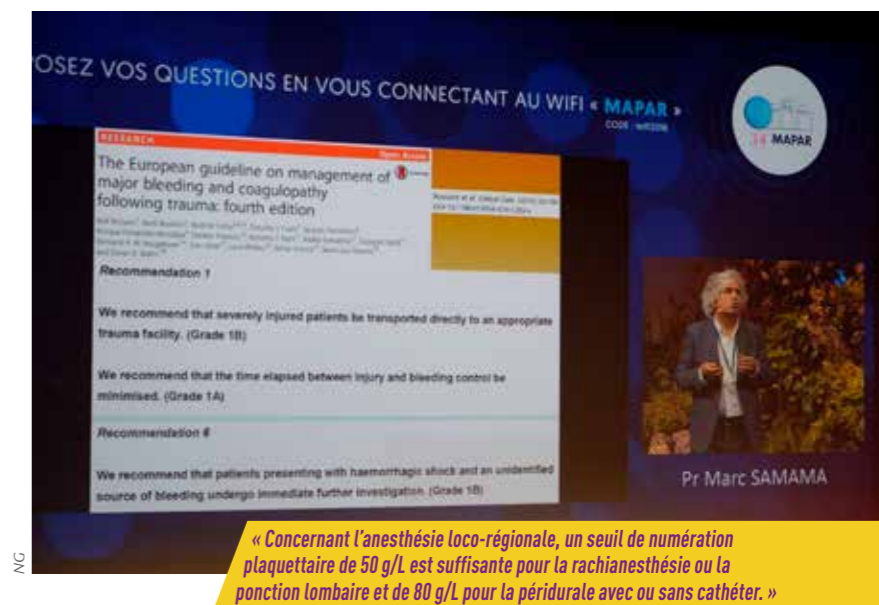 OSEZ VOS QUESTIONS EN VOUS CONNECTANT AU WIFI « MAPAR »
MAPAR
RESEARCH
Open Access
The European guideline on management of
major bleeding and coagulopathy
following trauma: fourth edition
Recommendation 1
We recommend that severely injured patients be transported directly to an appropriate
trauma facility. (Grade 1B)
We recommend that the time elapsed between injury and bleeding control be
minimised. (Grade 1A)
Recommendation 6
We recommend that patients presenting with haemorrhagic shock and an unidentified
source of bleeding undergo immediate further investigation. (Grade 1B)
Pr Marc SAMAMA
NG
« Concernant l'anesthésie loco-régionale, un seuil de numération
plaquettaire de 50 g/L est suffisante pour la rachianesthésie ou la
ponction lombaire et de 80 g/L pour la péridurale avec ou sans cathéter. »